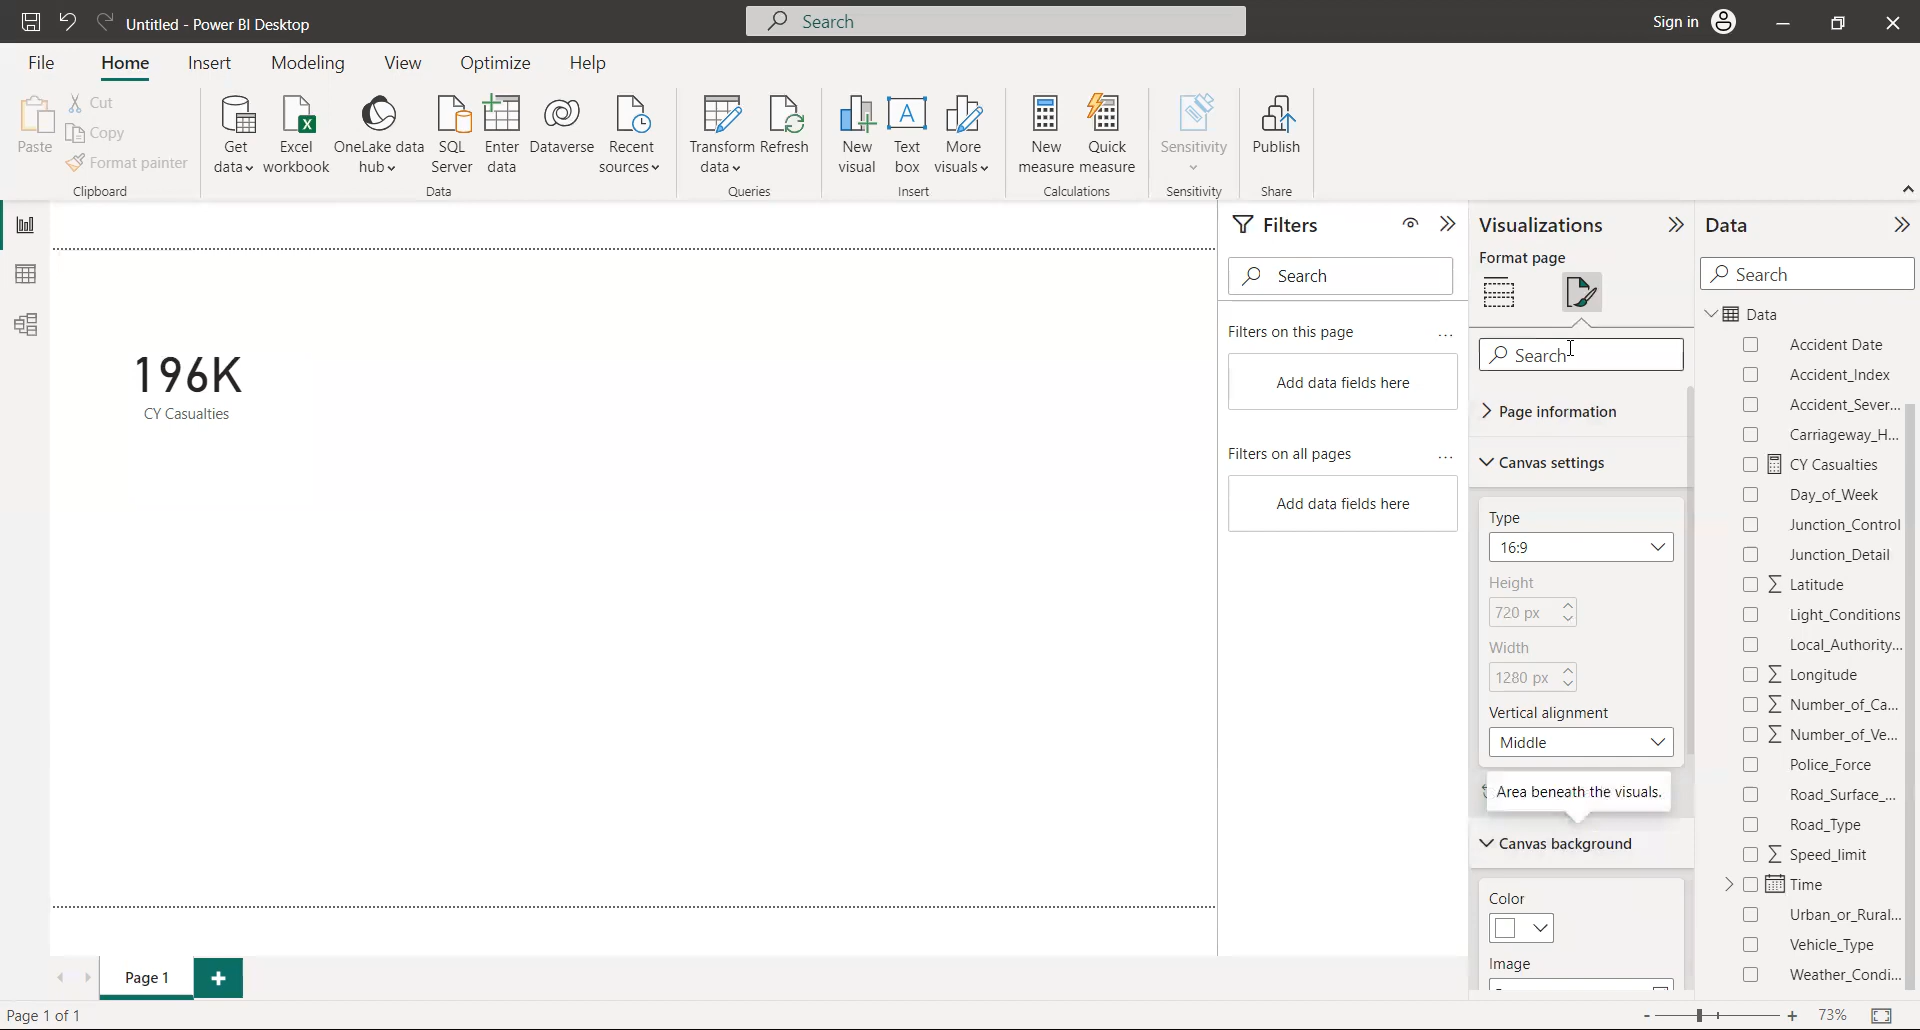 Untitled - Power BI Desktop
Search
Sign in
File
Home
Insert
Modeling
View
Optimize
Help
Paste
Cut
Copy
Format painter
Clipboard
Get data
Excel workbook
OneLake data hub
SQL Server
Enter data
Dataverse
Recent sources
Data
Transform data
Refresh
Queries
New visual
A
Text box
More visuals
Insert
New measure
Quick measure
Calculations
Sensitivity
Sensitivity
Publish
Share
196K
CY Casualties
Filters
Search
Filters on this page
...
Add data fields here
Filters on all pages
...
Add data fields here
Visualizations
Format page
Search
Page information
Canvas settings
Type
16:9
Height
720 px
Width
1280 px
Vertical alignment
Middle
Area beneath the visuals.
Canvas background
Color
Image
Data
Search
Data
Accident Date
Accident_Index
Accident_Sever...
Carriageway_H...
CY Casualties
Day_of_Week
Junction_Control
Junction_Detail
Latitude
Light_Conditions
Local_Authority...
Longitude
Number_of_Ca...
Number_of_Ve...
Police_Force
Road_Surface_...
Road_Type
Speed_limit
Time
Urban_or_Rural...
Vehicle_Type
Weather_Condi...
Page 1
Page 1 of 1
73%